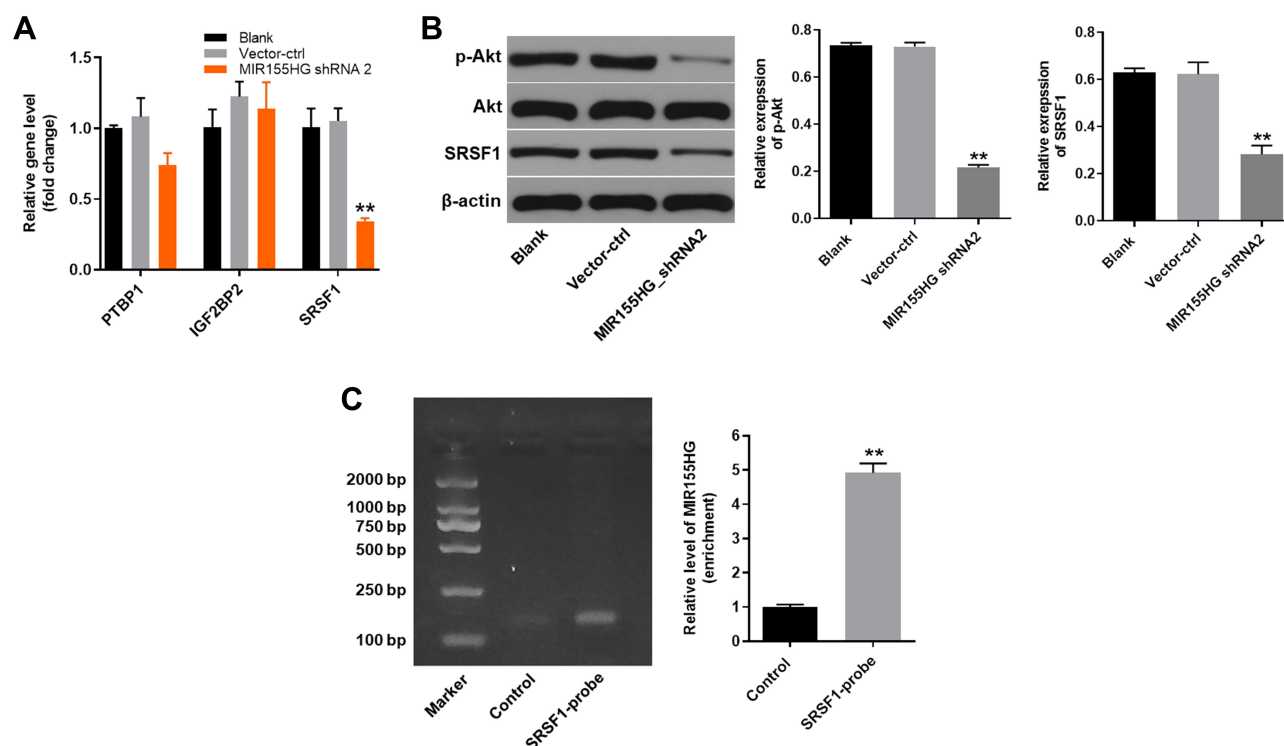 A
Blank
Vector-ctrl
MIR155HG shRNA 2
Relative gene level
(fold change)
1.5
1.0
0.5
0.0
**
PTBP1
IGF2BP2
SRSF1
B
p-Akt
Akt
SRSF1
β-actin
Blank
Vector-ctrl
MIR155HG_shRNA2
Relative exrepssion
of p-Akt
0.8
0.6
0.4
0.2
0.0
**
Blank
Vector-ctrl
MIR155HG shRNA2
Relative exrepssion
of SRSF1
0.8
0.6
0.4
0.2
0.0
**
Blank
Vector-ctrl
MIR155HG shRNA2
C
2000 bp
1000 bp
750 bp
500 bp
250 bp
100 bp
Marker
Control
SRSF1-probe
Relative level of MIR155HG
(enrichment)
6
5
4
3
2
1
0
**
Control
SRSF1-probe